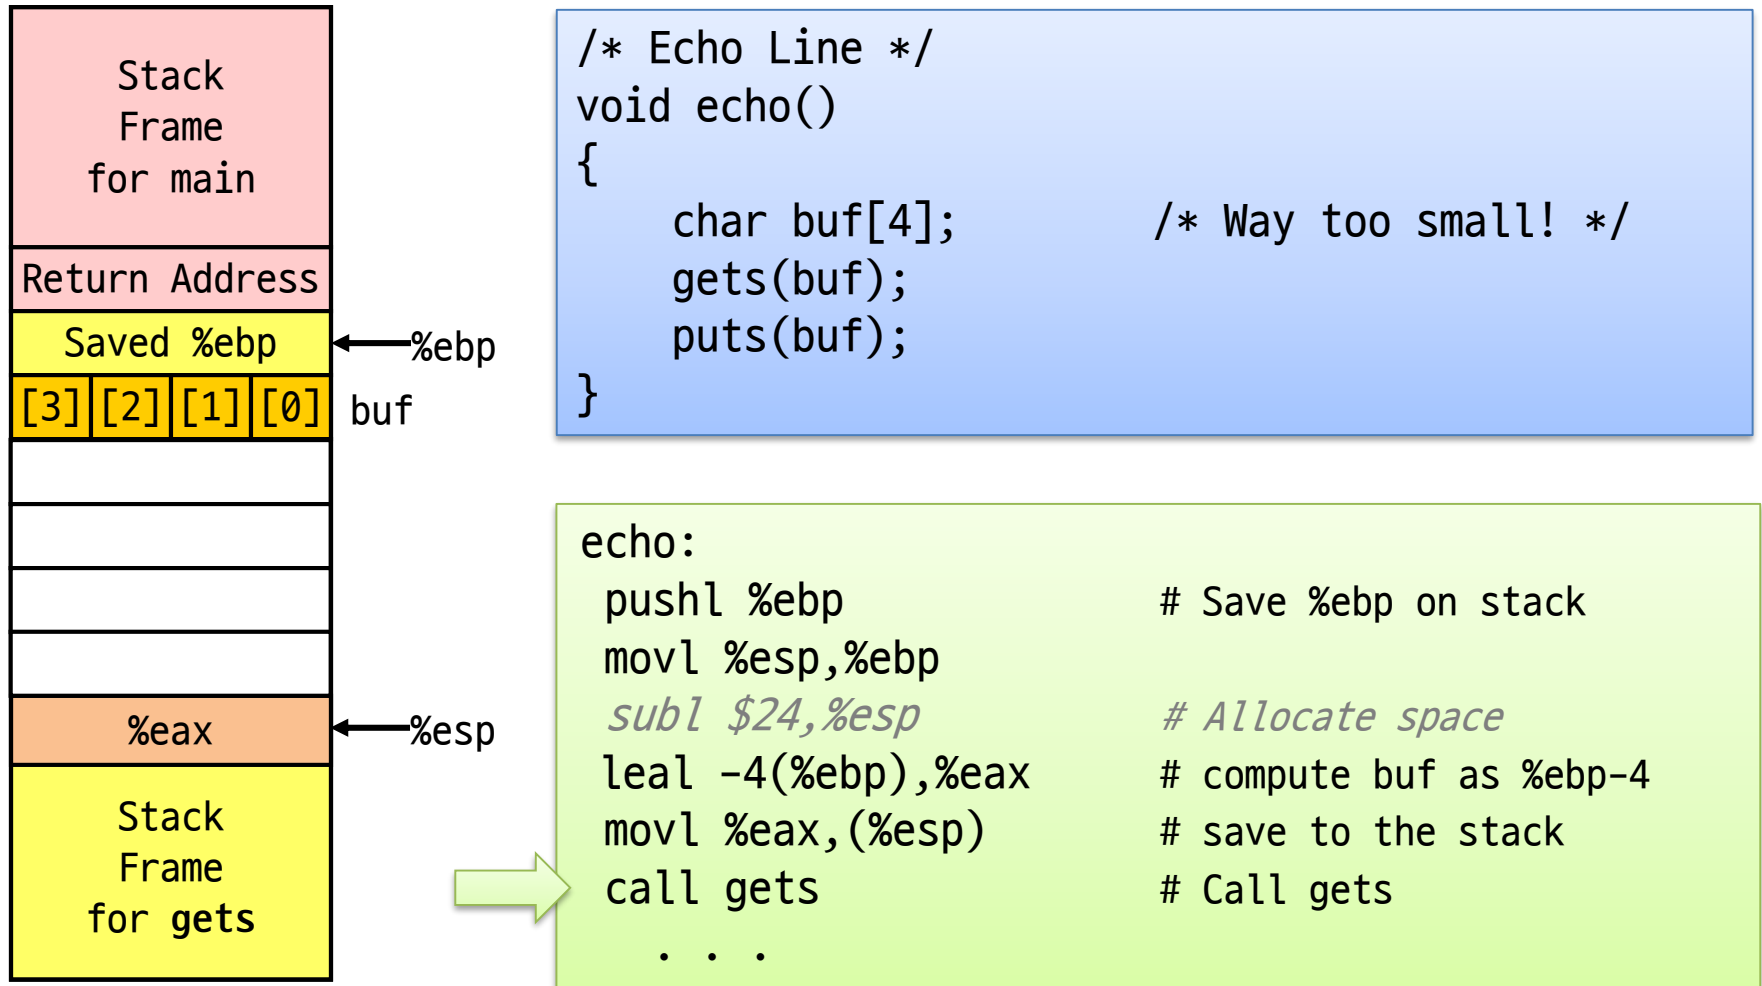 Stack
Frame
for main
Return Address
Saved %ebp
%ebp
[3] [2] [1] [0]
buf
%eax
%esp
Stack
Frame
for gets
/* Echo Line */
void echo()
{
    char buf[4];          /* Way too small! */
    gets(buf);
    puts(buf);
}
echo:
 pushl %ebp              # Save %ebp on stack
 movl %esp,%ebp
 subl $24,%esp           # Allocate space
 leal −4(%ebp),%eax      # compute buf as %ebp−4
 movl %eax,(%esp)        # save to the stack
 call gets               # Call gets
   . . .